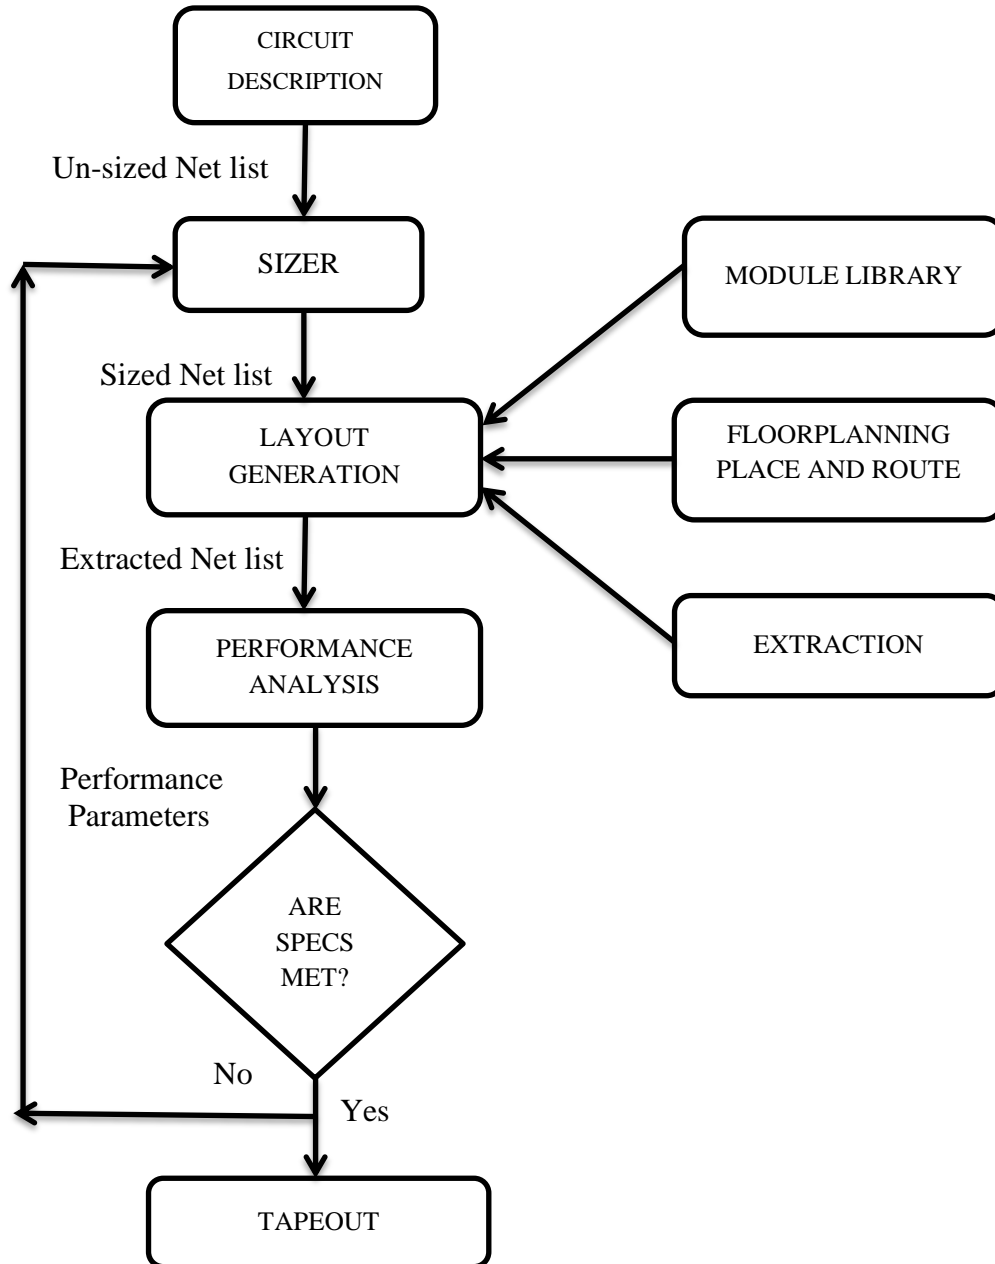 CIRCUIT
DESCRIPTION
Un-sized Net list
SIZER
MODULE LIBRARY
Sized Net list
LAYOUT
GENERATION
FLOORPLANNING
PLACE AND ROUTE
Extracted Net list
PERFORMANCE
ANALYSIS
EXTRACTION
Performance
Parameters
ARE
SPECS
MET?
No
Yes
TAPEOUT